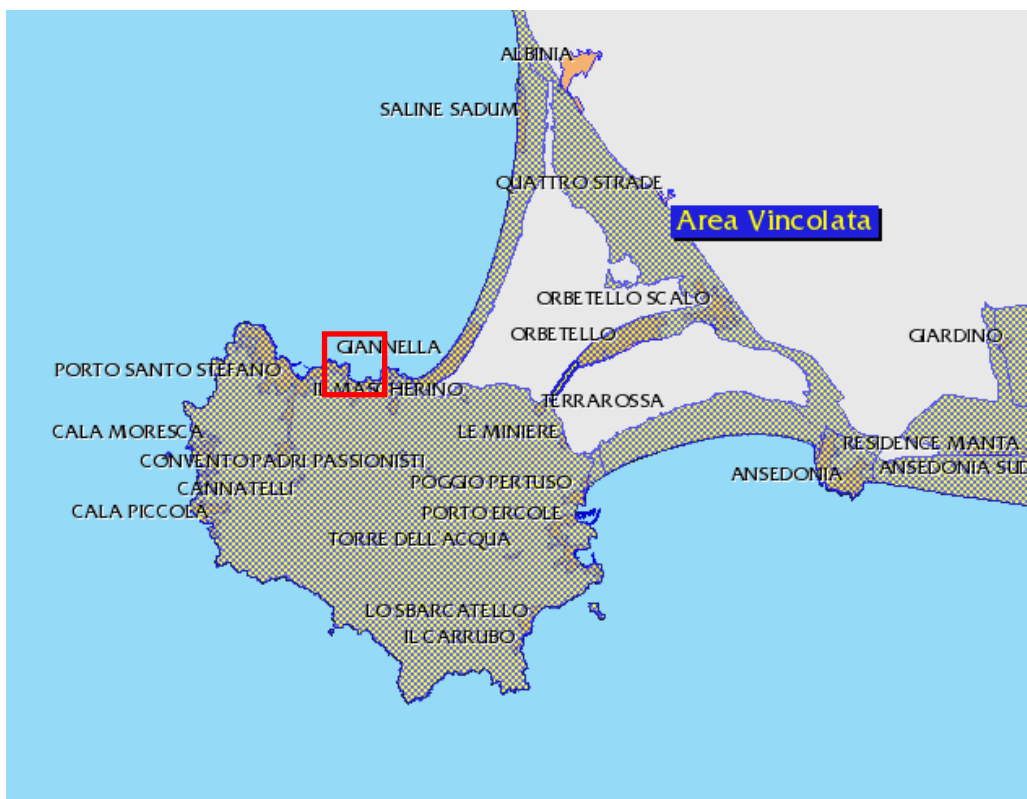 ALBINIA
SALINE SADUM
QUATTRO STRADE
Area Vincolata
ORBETELLO SCALO
ORBETELLO
GIARDINO
GIANNELLA
PORTO SANTO STEFANO
IL MASCHERINO
TERRAROSSA
CALA MORESCA
LE MINIERE
RESIDENCE MANTA
CONVENTO PADRI PASSIONISTI
ANSEDONIA
ANSEDONIA SUD
CANNATELLI
POGGIO PERTUSO
CALA PICCOLA
PORTO ERCOLE
TORRE DELL ACQUA
LO SBARCATELLO
IL CARRUBO